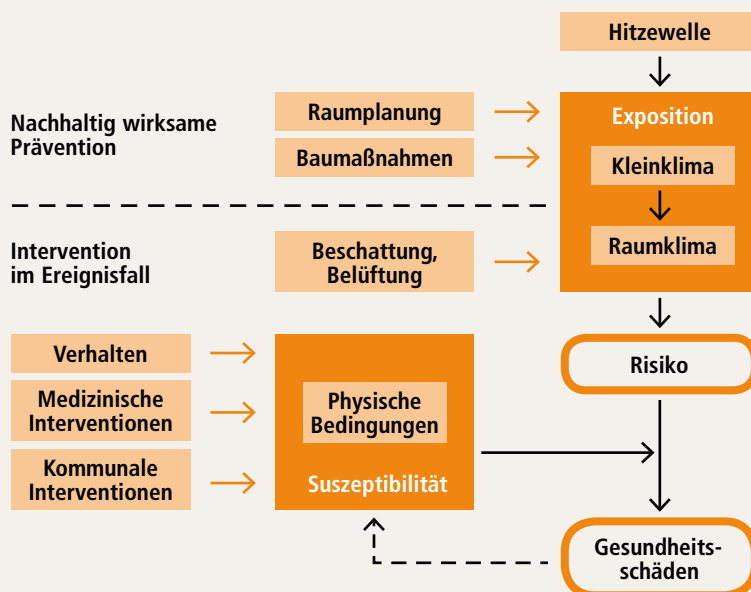 Hitzewelle
Nachhaltig wirksame
Prävention
Raumplanung
Baumaßnahmen
Exposition
Kleinklima
Raumklima
Intervention
im Ereignisfall
Beschattung,
Belüftung
Verhalten
Medizinische
Interventionen
Kommunale
Interventionen
Physische
Bedingungen
Suszeptibilität
Risiko
Gesundheits-
schäden